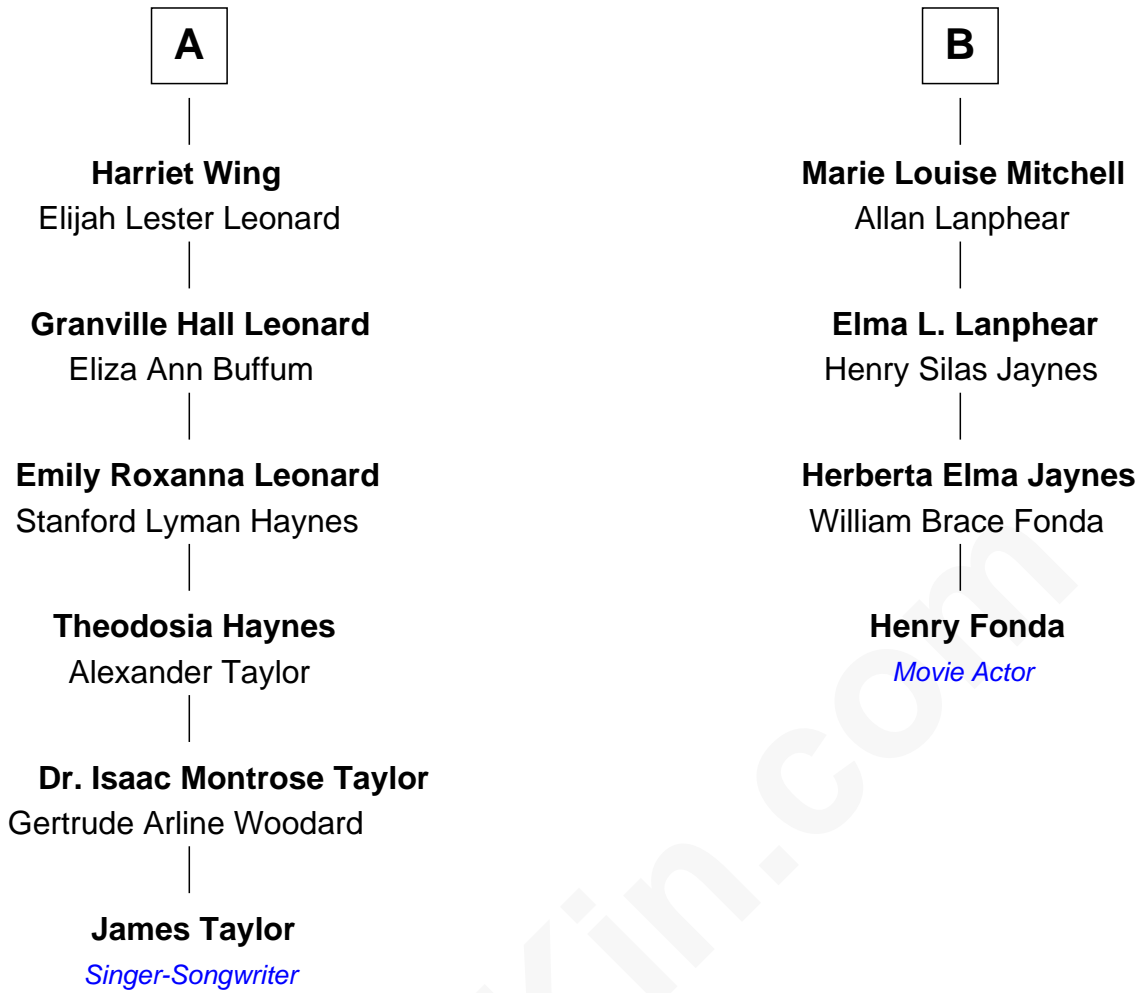 A
Harriet Wing
Elijah Lester Leonard
Granville Hall Leonard
Eliza Ann Buffum
Emily Roxanna Leonard
Stanford Lyman Haynes
Theodosia Haynes
Alexander Taylor
Dr. Isaac Montrose Taylor
Gertrude Arline Woodard
James Taylor
Singer-Songwriter
B
Marie Louise Mitchell
Allan Lanphear
Elma L. Lanphear
Henry Silas Jaynes
Herberta Elma Jaynes
William Brace Fonda
Henry Fonda
Movie Actor